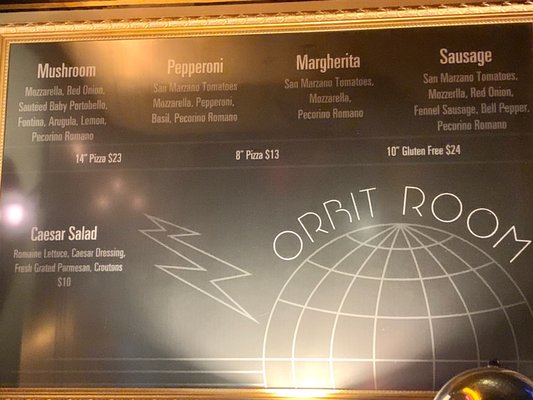 Mushroom
Mozzarella, Red Onion,
Sautéed Baby Portobello,
Fontina, Arugula, Lemon,
Pecorino Romano
Pepperoni
San Marzano Tomatoes
Mozzarella, Pepperoni,
Basil, Pecorino Romano
Margherita
San Marzano Tomatoes,
Mozzarella,
Pecorino Romano
Sausage
San Marzano Tomatoes,
Mozzerlla, Red Onion,
Fennel Sausage, Bell Pepper,
Pecorino Romano
14" Pizza $23
8" Pizza $13
10" Gluten Free $24
Caesar Salad
Romaine Lettuce, Caesar Dressing,
Fresh Grated Parmesan, Croutons
$10
ORBIT ROOM